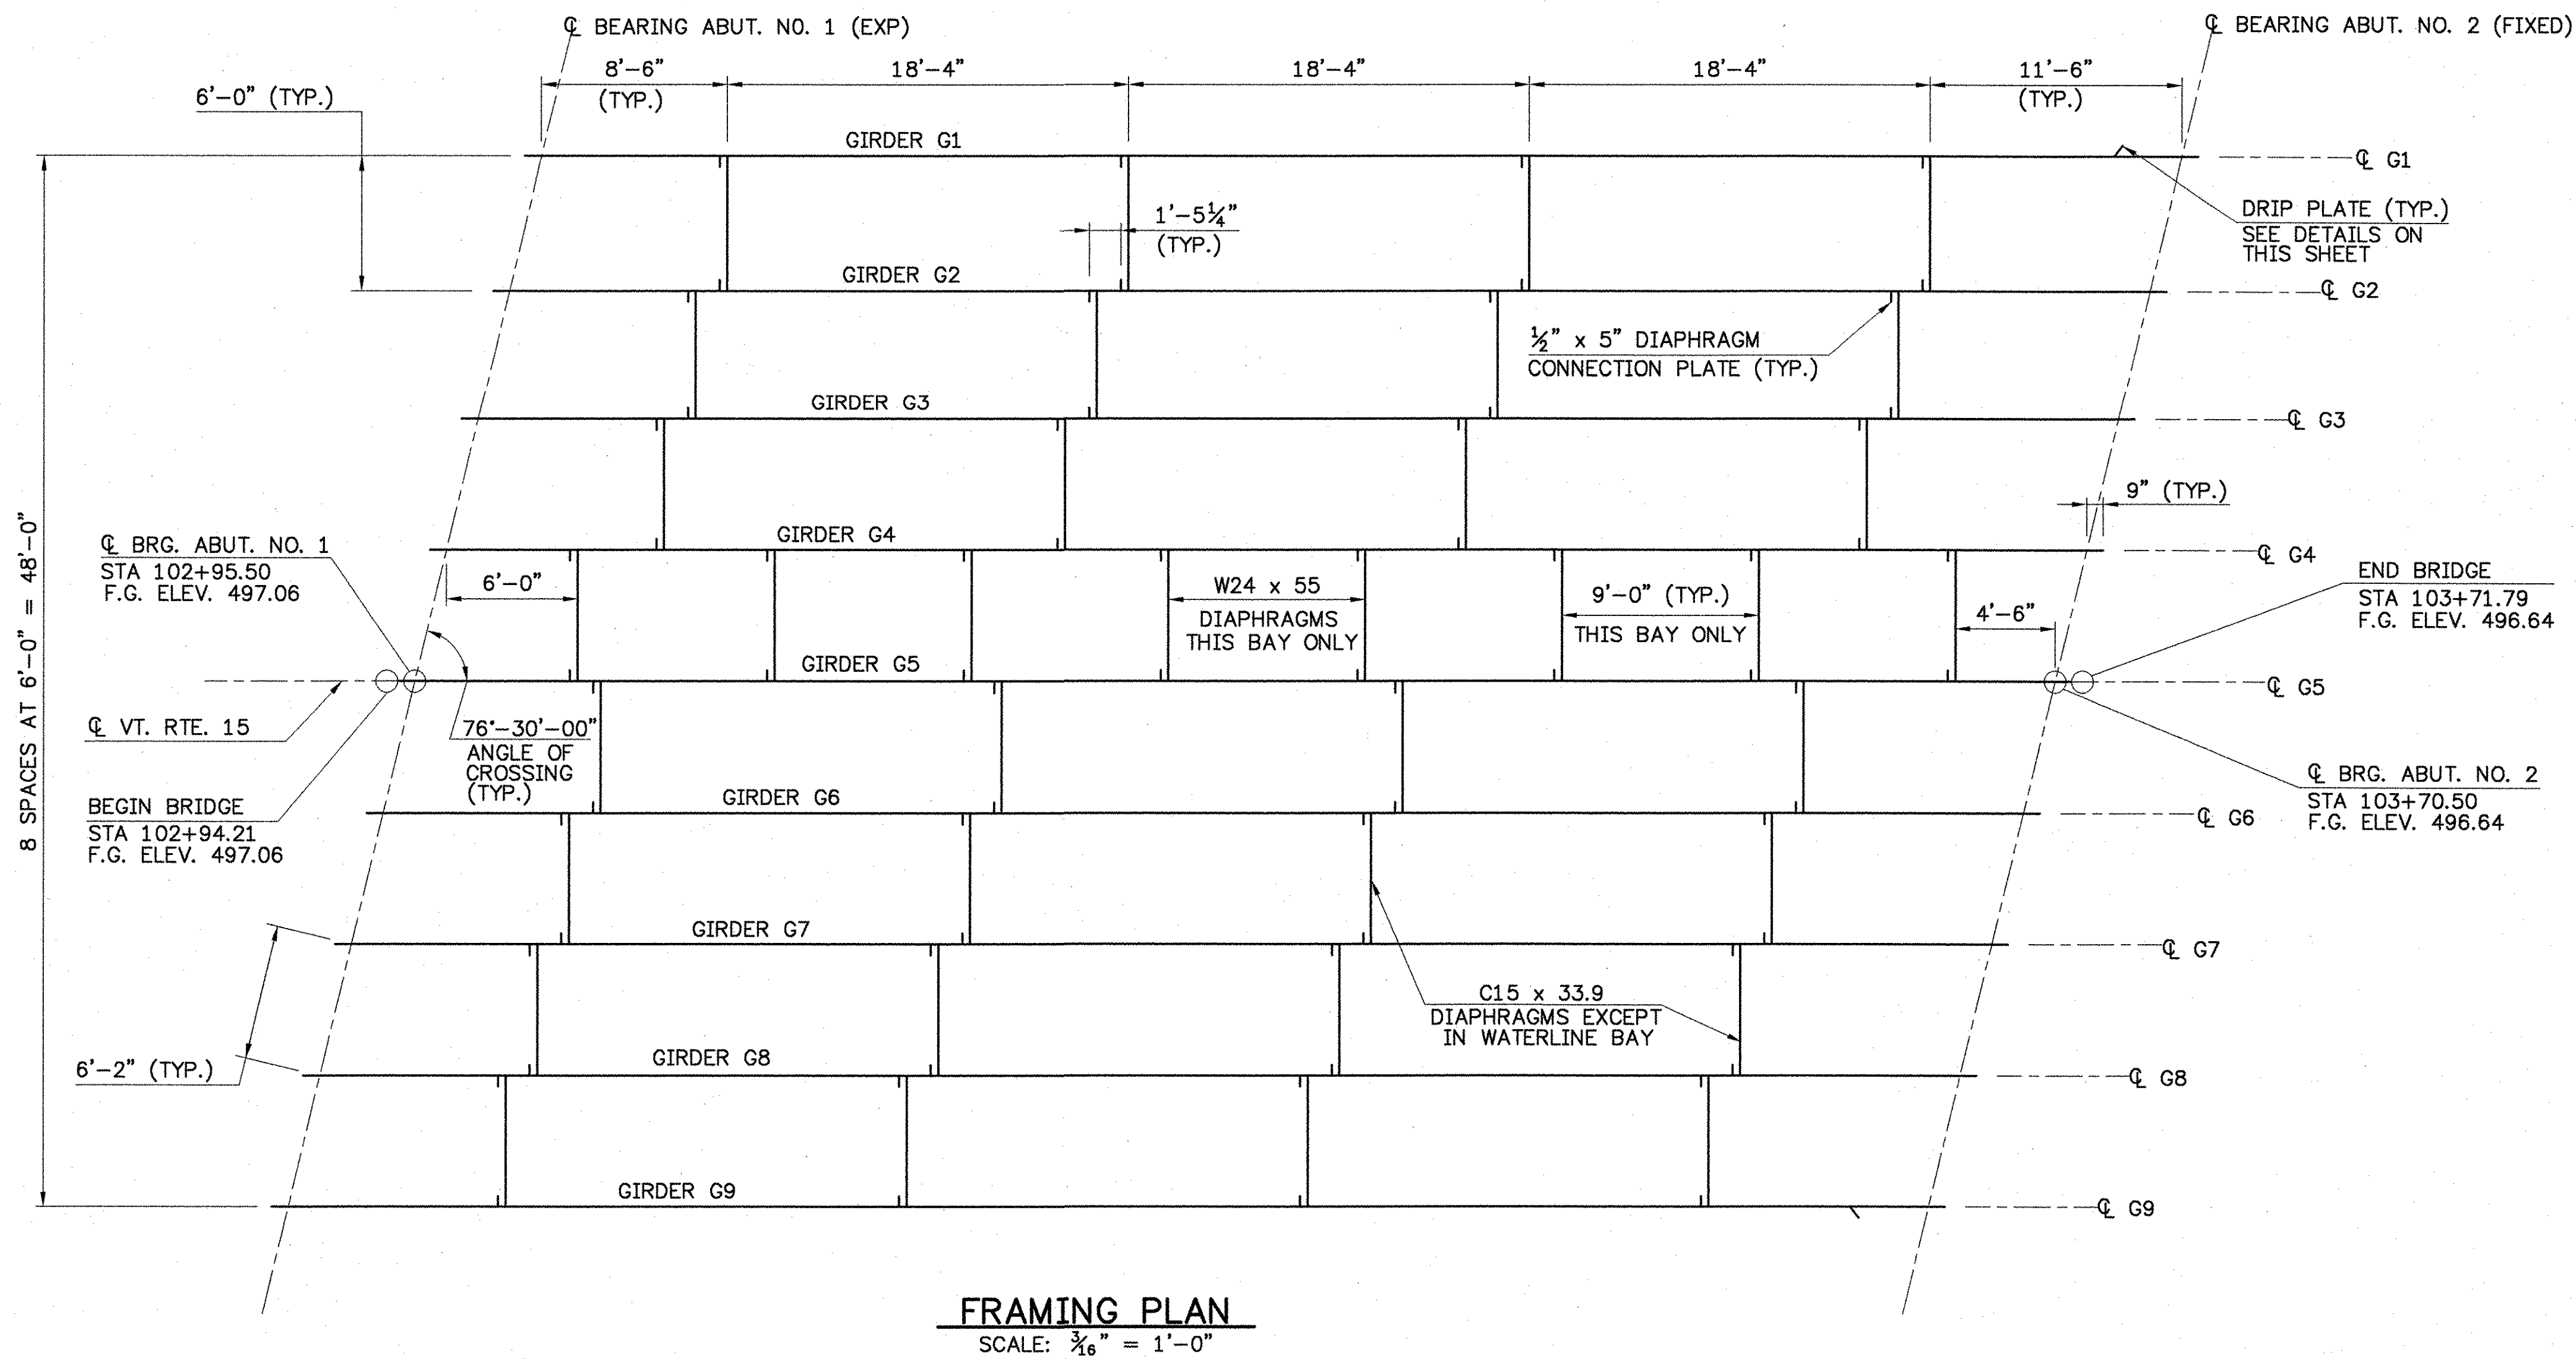 ℄ BEARING ABUT. NO. 1 (EXP)
℄ BEARING ABUT. NO. 2 (FIXED)
8'-6"
(TYP.)
18'-4"
18'-4"
18'-4"
11'-6"
(TYP.)
6'-0" (TYP.)
GIRDER G1
℄ G1
1'-5¼"
(TYP.)
DRIP PLATE (TYP.)
SEE DETAILS ON
THIS SHEET
GIRDER G2
℄ G2
½" x 5" DIAPHRAGM
CONNECTION PLATE (TYP.)
GIRDER G3
℄ G3
9" (TYP.)
GIRDER G4
℄ G4
8 SPACES AT 6'-0" = 48'-0"
℄ BRG. ABUT. NO. 1
STA 102+95.50
F.G. ELEV. 497.06
6'-0"
W24 x 55
DIAPHRAGMS
THIS BAY ONLY
9'-0" (TYP.)
THIS BAY ONLY
4'-6"
END BRIDGE
STA 103+71.79
F.G. ELEV. 496.64
GIRDER G5
℄ G5
℄ VT. RTE. 15
76°-30'-00"
ANGLE OF
CROSSING
(TYP.)
BEGIN BRIDGE
STA 102+94.21
F.G. ELEV. 497.06
GIRDER G6
℄ G6
℄ BRG. ABUT. NO. 2
STA 103+70.50
F.G. ELEV. 496.64
GIRDER G7
℄ G7
C15 x 33.9
DIAPHRAGMS EXCEPT
IN WATERLINE BAY
6'-2" (TYP.)
GIRDER G8
℄ G8
GIRDER G9
℄ G9
FRAMING PLAN
SCALE: 3/16" = 1'-0"